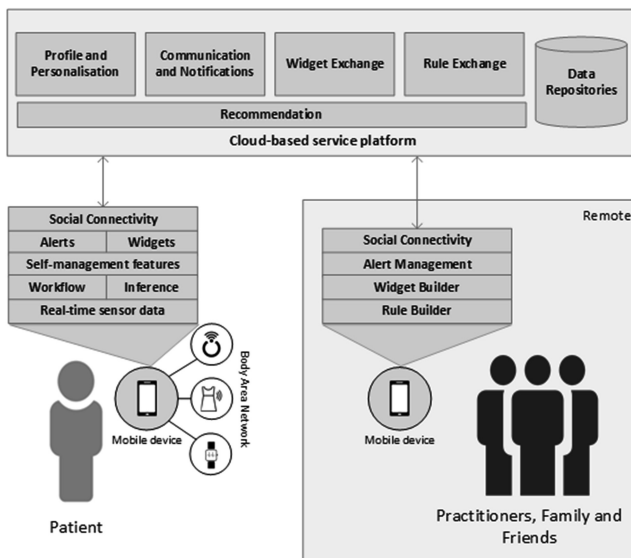 Profile and
Personalisation
Communication
and Notifications
Widget Exchange
Rule Exchange
Data
Repositories
Recommendation
Cloud-based service platform
Social Connectivity
Alerts
Widgets
Self-management features
Workflow
Inference
Real-time sensor data
Body Area Network
Mobile device
Patient
Remote
Social Connectivity
Alert Management
Widget Builder
Rule Builder
Mobile device
Practitioners, Family and
Friends